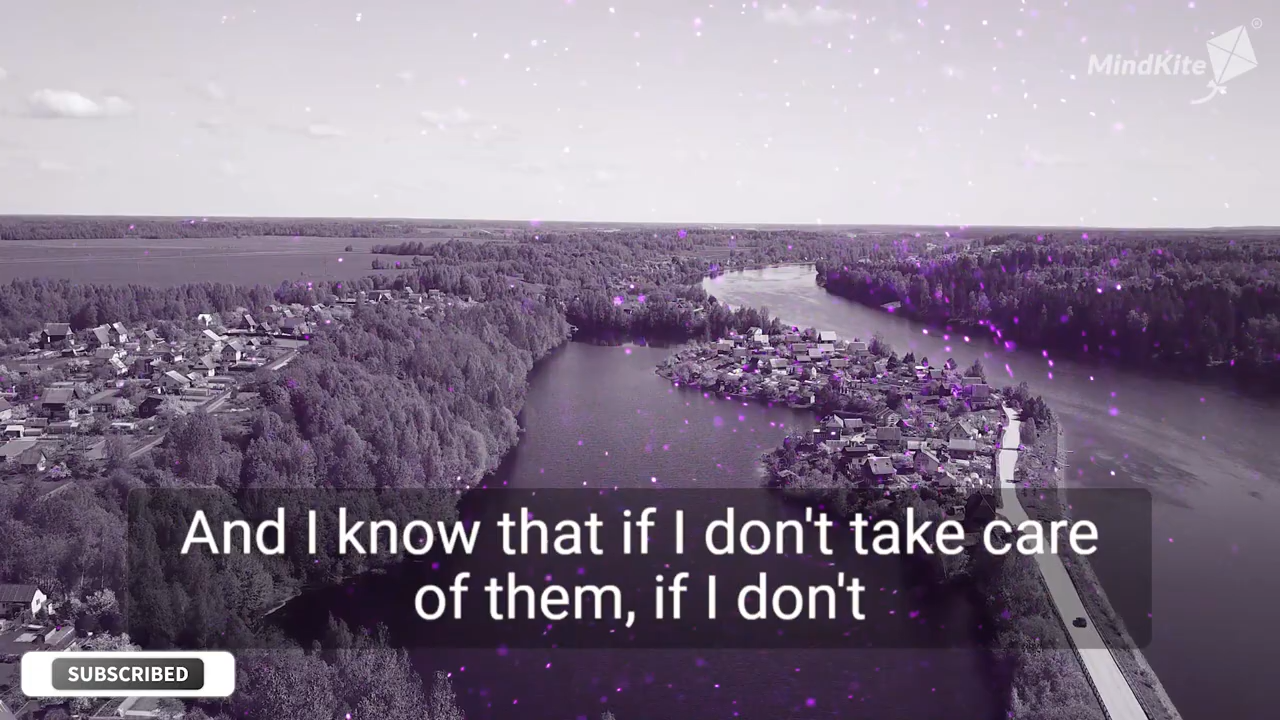 MindKite®
And I know that if I don't take care
of them, if I don't
SUBSCRIBED